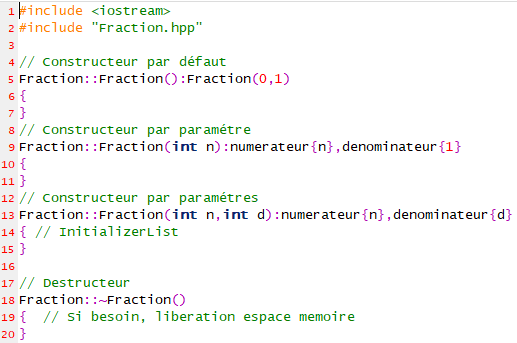 1 #include <iostream>
2 #include "Fraction.hpp"
3
4 // Constructeur par défaut
5 Fraction::Fraction():Fraction(0,1)
6 {
7 }
8 // Constructeur par paramétre
9 Fraction::Fraction(int n):numerateur{n},denominateur{1}
10 {
11 }
12 // Constructeur par paramétres
13 Fraction::Fraction(int n,int d):numerateur{n},denominateur{d}
14 { // InitializerList
15 }
16
17 // Destructeur
18 Fraction::~Fraction()
19 {  // Si besoin, liberation espace memoire
20 }